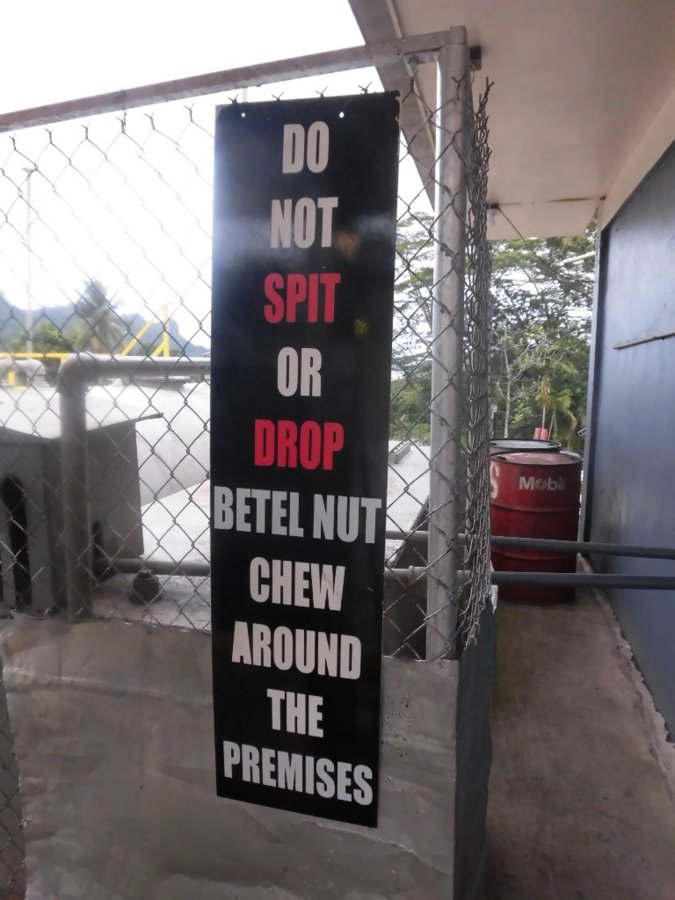 DO
NOT
SPIT
OR
DROP
BETEL NUT
CHEW
AROUND
THE
PREMISES
Mobil